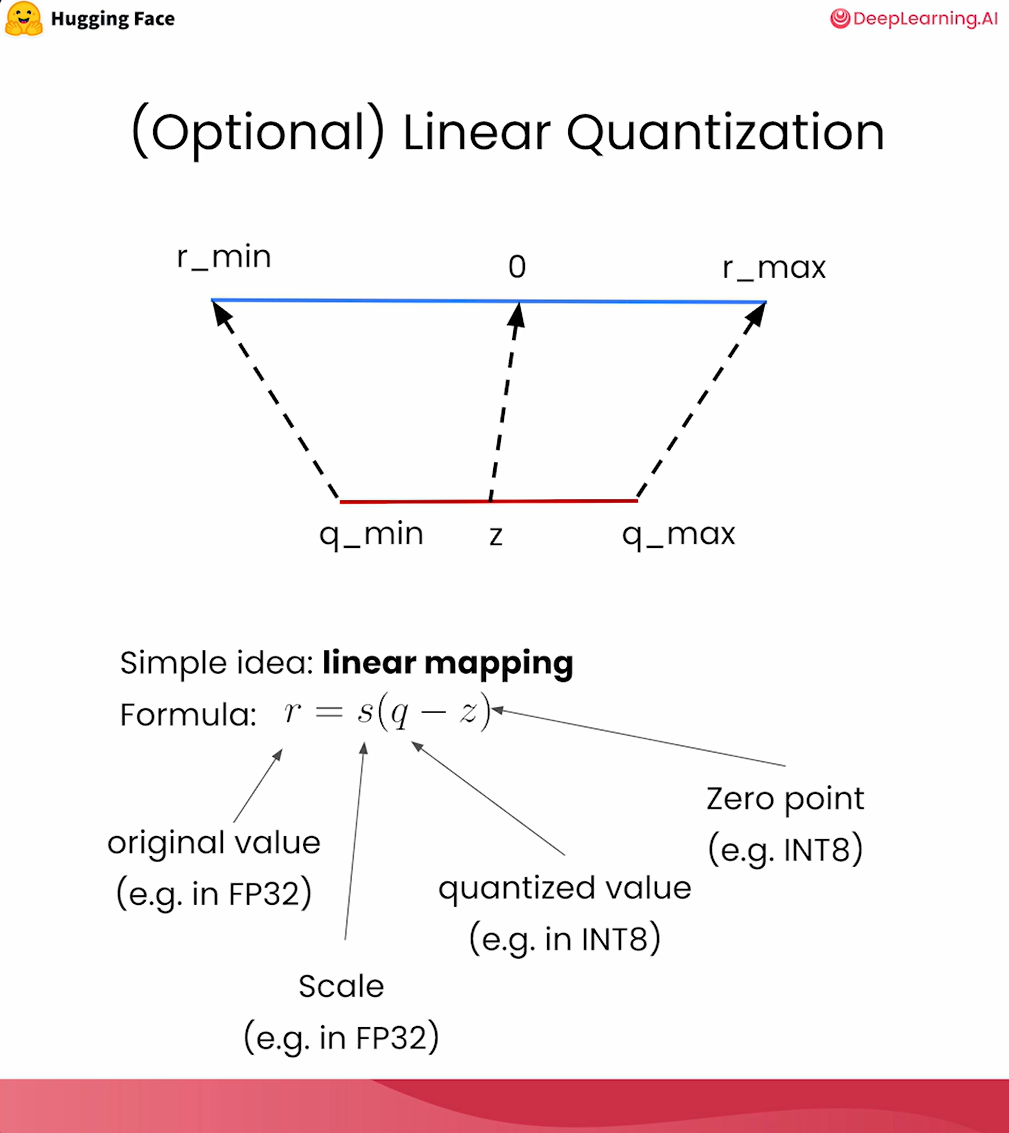 Hugging Face
DeepLearning.AI
(Optional) Linear Quantization
r_min 0 r_max
q_min z q_max
Simple idea: linear mapping
Formula: r = s(q − z)
Zero point
(e.g. INT8)
original value
(e.g. in FP32)
quantized value
(e.g. in INT8)
Scale
(e.g. in FP32)